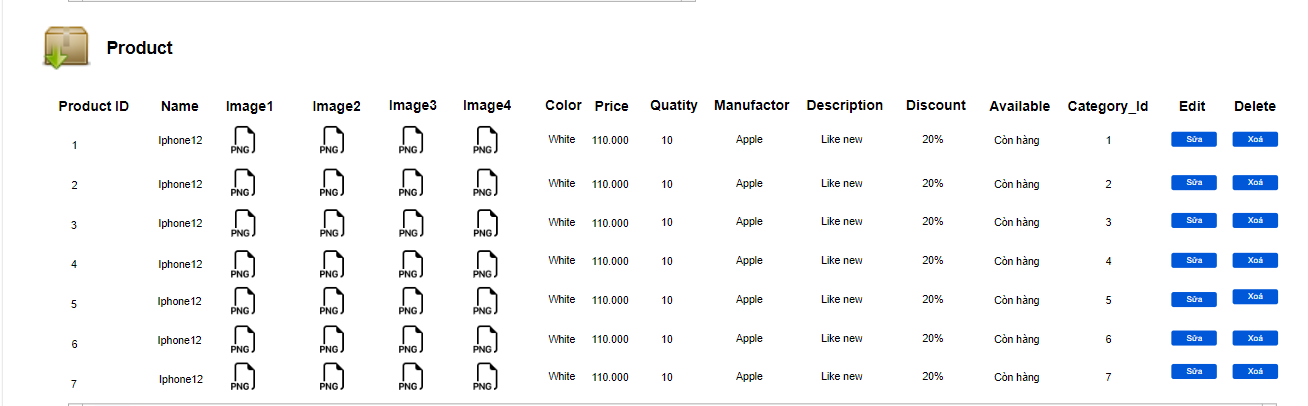 Product
Product ID Name Image1 Image2 Image3 Image4 Color Price Quatity Manufactor Description Discount Available Category_Id Edit Delete
1 Iphone12 PNG PNG PNG PNG White 110.000 10 Apple Like new 20% Còn hàng 1 Sửa Xoá
2 Iphone12 PNG PNG PNG PNG White 110.000 10 Apple Like new 20% Còn hàng 2 Sửa Xoá
3 Iphone12 PNG PNG PNG PNG White 110.000 10 Apple Like new 20% Còn hàng 3 Sửa Xoá
4 Iphone12 PNG PNG PNG PNG White 110.000 10 Apple Like new 20% Còn hàng 4 Sửa Xoá
5 Iphone12 PNG PNG PNG PNG White 110.000 10 Apple Like new 20% Còn hàng 5 Sửa Xoá
6 Iphone12 PNG PNG PNG PNG White 110.000 10 Apple Like new 20% Còn hàng 6 Sửa Xoá
7 Iphone12 PNG PNG PNG PNG White 110.000 10 Apple Like new 20% Còn hàng 7 Sửa Xoá